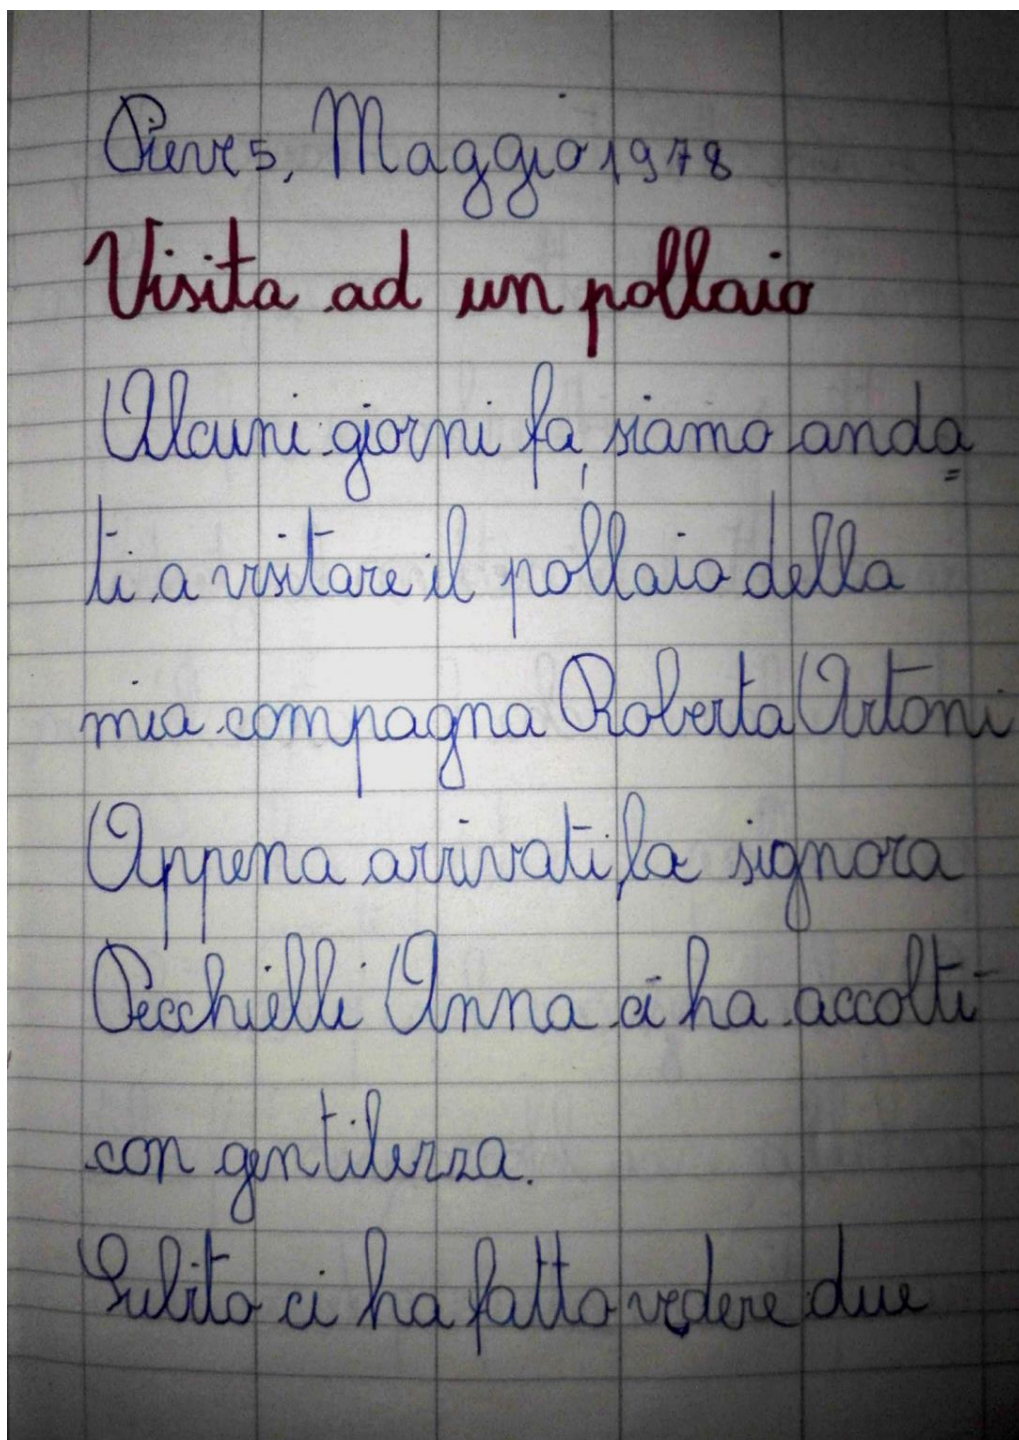 Pieve 5, Maggio 1978
Visita ad un pollaio
Alcuni giorni fa, siamo anda=
ti a visitare il pollaio della
mia compagna Roberta Artoni
Appena arrivati, la signora
Pecchielli Anna ci ha accolti
con gentilezza.
Subito ci ha fatto vedere due